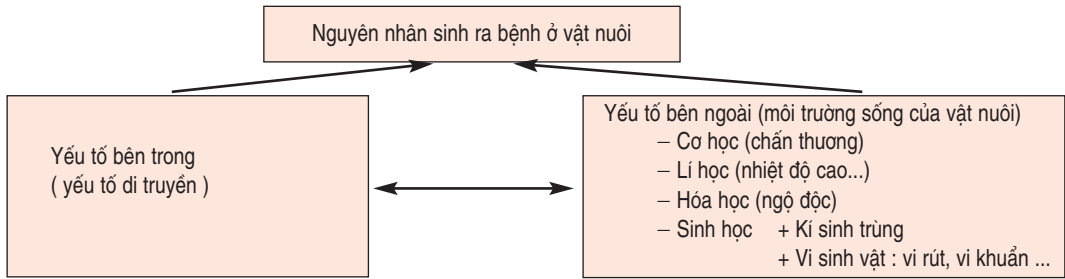 Nguyên nhân sinh ra bệnh ở vật nuôi
Yếu tố bên trong
( yếu tố di truyền )
Yếu tố bên ngoài (môi trường sống của vật nuôi)
– Cơ học (chấn thương)
– Lí học (nhiệt độ cao...)
– Hóa học (ngộ độc)
– Sinh học + Kí sinh trùng
+ Vi sinh vật : vi rút, vi khuẩn ...